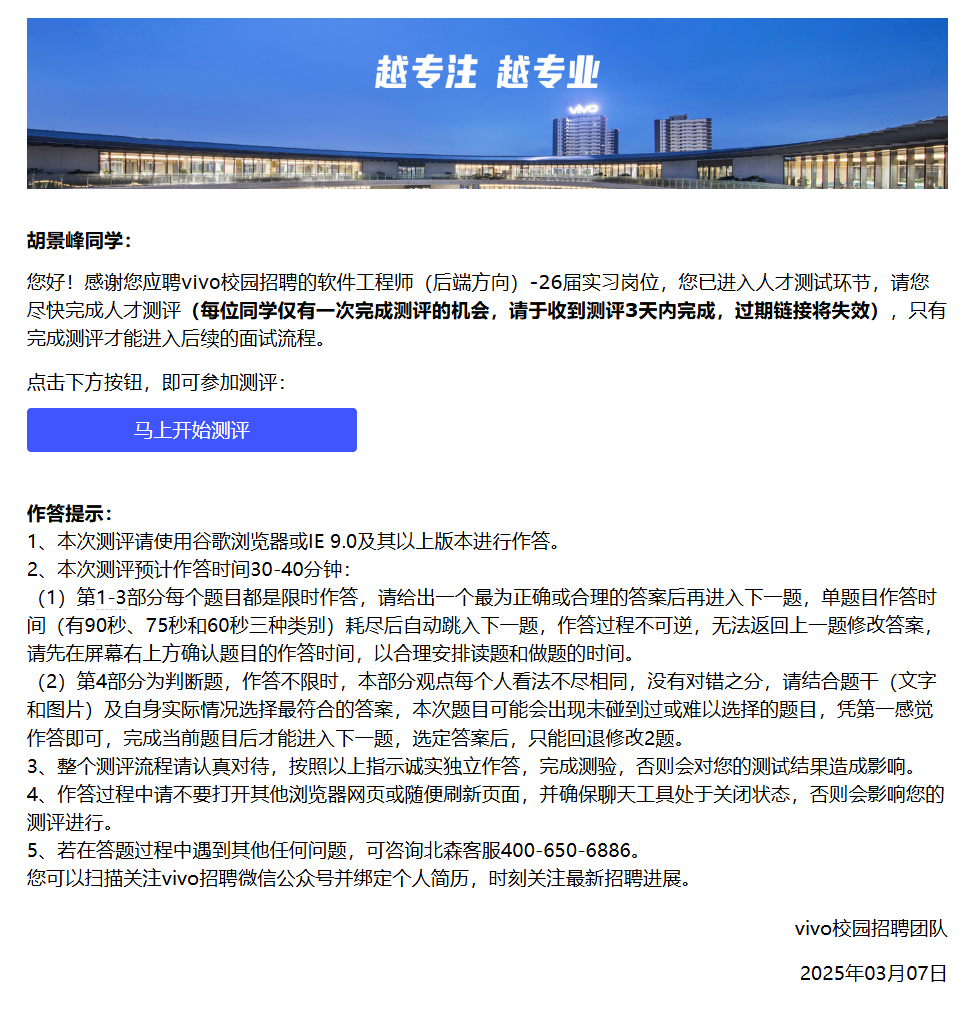 越专注 越专业
vivo
胡景峰同学：
您好！感谢您应聘vivo校园招聘的软件工程师（后端方向）-26届实习岗位，您已进入人才测试环节，请您
尽快完成人才测评（每位同学仅有一次完成测评的机会，请于收到测评3天内完成，过期链接将失效），只有
完成测评才能进入后续的面试流程。
点击下方按钮，即可参加测评：
马上开始测评
作答提示：
1、本次测评请使用谷歌浏览器或IE 9.0及其以上版本进行作答。
2、本次测评预计作答时间30-40分钟：
（1）第1-3部分每个题目都是限时作答，请给出一个最为正确或合理的答案后再进入下一题，单题目作答时
间（有90秒、75秒和60秒三种类别）耗尽后自动跳入下一题，作答过程不可逆，无法返回上一题修改答案，
请先在屏幕右上方确认题目的作答时间，以合理安排读题和做题的时间。
（2）第4部分为判断题，作答不限时，本部分观点每个人看法不尽相同，没有对错之分，请结合题干（文字
和图片）及自身实际情况选择最符合的答案，本次题目可能会出现未碰到过或难以选择的题目，凭第一感觉
作答即可，完成当前题目后才能进入下一题，选定答案后，只能回退修改2题。
3、整个测评流程请认真对待，按照以上指示诚实独立作答，完成测验，否则会对您的测试结果造成影响。
4、作答过程中请不要打开其他浏览器网页或随便刷新页面，并确保聊天工具处于关闭状态，否则会影响您的
测评进行。
5、若在答题过程中遇到其他任何问题，可咨询北森客服400-650-6886。
您可以扫描关注vivo招聘微信公众号并绑定个人简历，时刻关注最新招聘进展。
vivo校园招聘团队
2025年03月07日